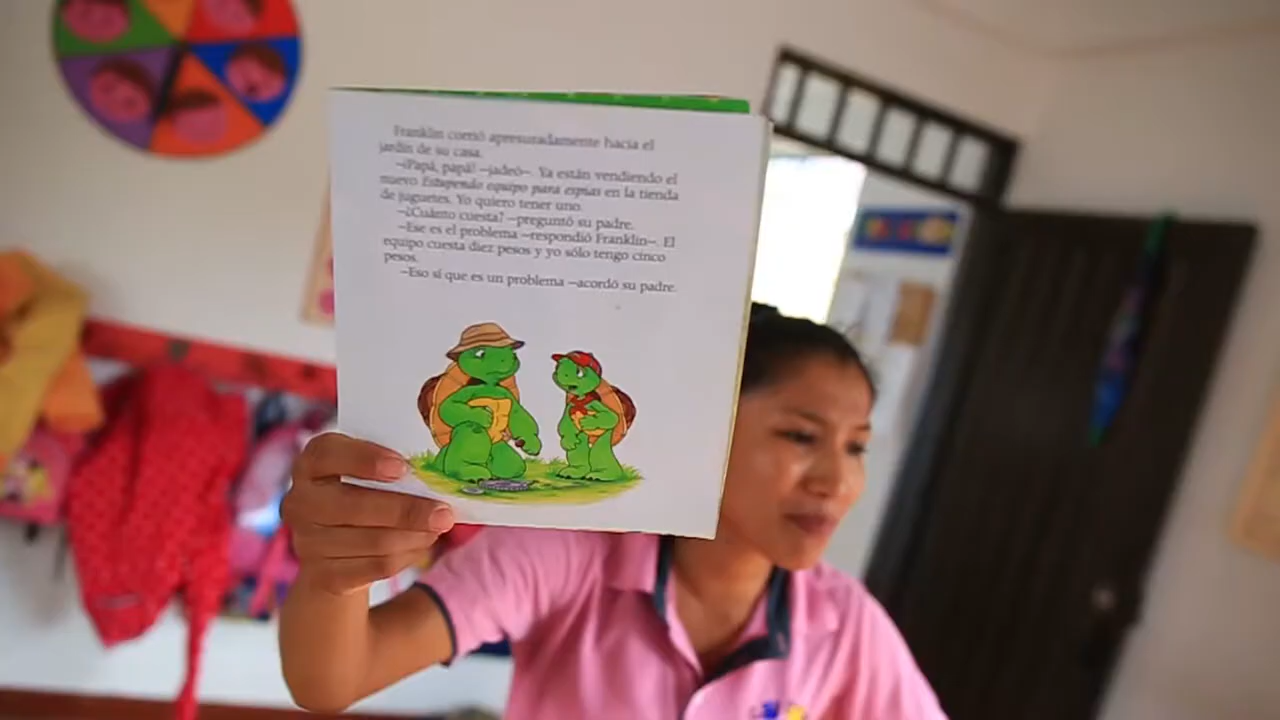 Franklin corrió apresuradamente hacia el
jardín de su casa.
—¡Papá, papá! —jadeó—. Ya están vendiendo el
nuevo Estupendo equipo para espías en la tienda
de juguetes. Yo quiero tener uno.
—¿Cuánto cuesta? —preguntó su padre.
—Ese es el problema —respondió Franklin—. El
equipo cuesta diez pesos y yo sólo tengo cinco
pesos.
—Eso sí que es un problema —acordó su padre.